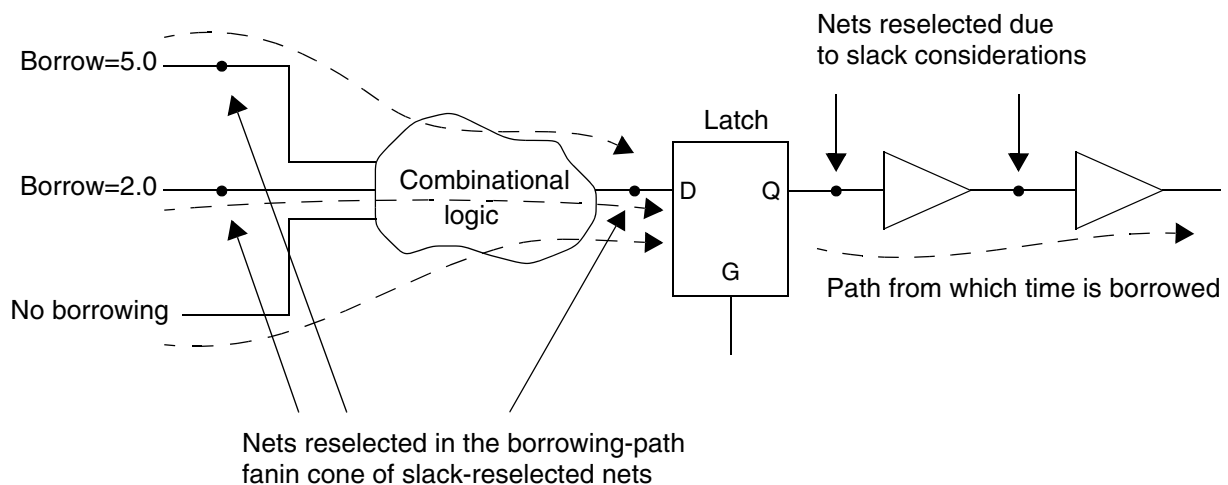 Borrow=5.0
Nets reselected due
to slack considerations
Latch
Borrow=2.0
Combinational
logic
D
Q
G
No borrowing
Path from which time is borrowed
Nets reselected in the borrowing-path
fanin cone of slack-reselected nets